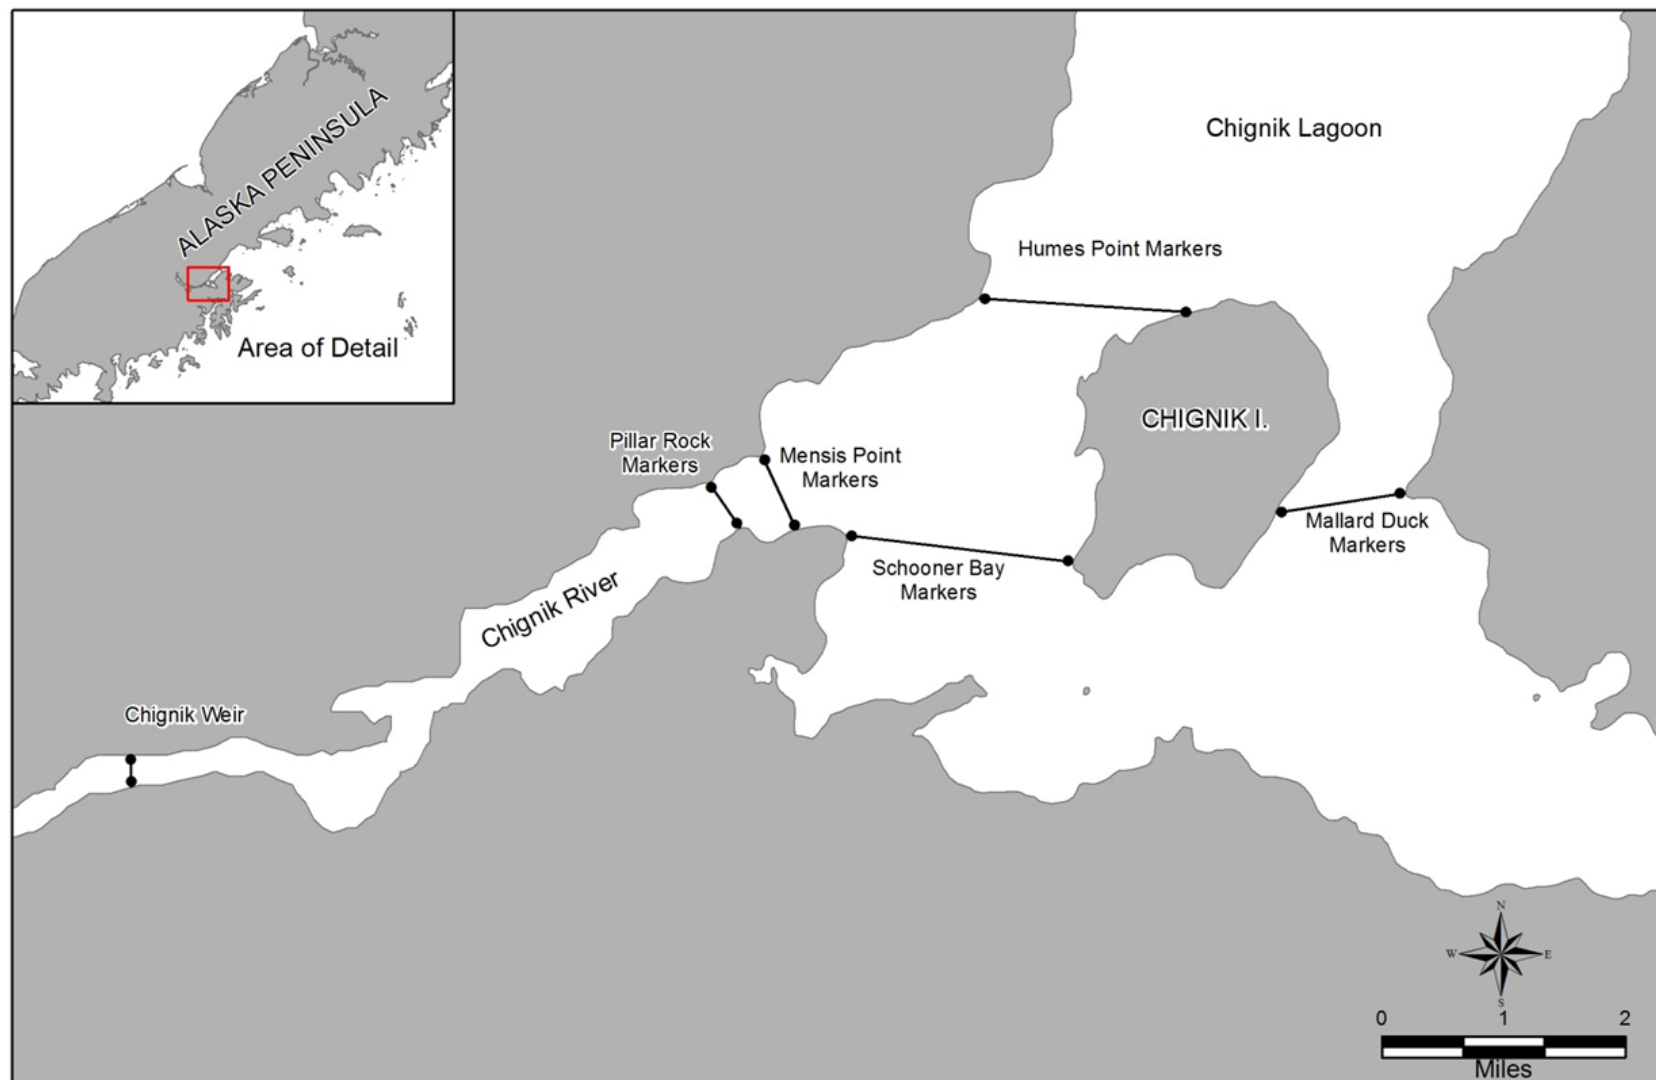 ALASKA PENINSULA
Area of Detail
Chignik Lagoon
Humes Point Markers
CHIGNIK I.
Pillar Rock
Markers
Mensis Point
Markers
Mallard Duck
Markers
Schooner Bay
Markers
Chignik River
Chignik Weir
N
W
E
S
0 1 2
Miles